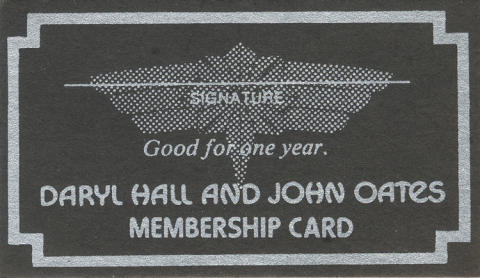 SIGNATURE
Good for one year.
DARYL HALL AND JOHN OATES
MEMBERSHIP CARD